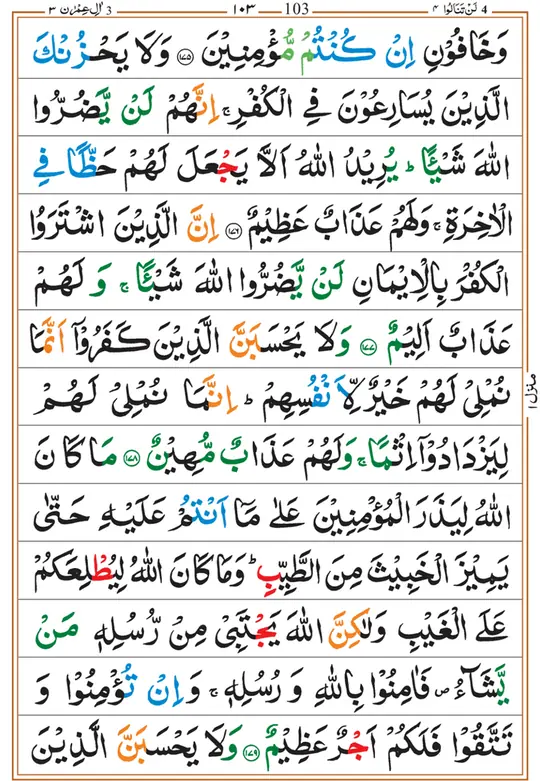 اٰل عمرٰن ٣ 3 ١٠٣ 103 لَنْ تَنَالُوا ٤ 4
وَخَافُوْنِ اِنْ كُنْتُمْ مُّؤْمِنِيْنَ ﴿١٧٥﴾ وَلَا يَحْزُنْكَ
الَّذِيْنَ يُسَارِعُوْنَ فِي الْكُفْرِ ۚ اِنَّهُمْ لَنْ يَّضُرُّوا
اللّٰهَ شَيْـًٔا ؕ يُرِيْدُ اللّٰهُ اَلَّا يَجْعَلَ لَهُمْ حَظًّا فِي
الْاٰخِرَةِ ۚ وَلَهُمْ عَذَابٌ عَظِيْمٌ ﴿١٧٦﴾ اِنَّ الَّذِيْنَ اشْتَرَوُا
الْكُفْرَ بِالْاِيْمَانِ لَنْ يَّضُرُّوا اللّٰهَ شَيْـًٔا ۚ وَ لَهُمْ
عَذَابٌ اَلِيْمٌ ﴿١٧٧﴾ وَلَا يَحْسَبَنَّ الَّذِيْنَ كَفَرُوْۤا اَنَّمَا
نُمْلِيْ لَهُمْ خَيْرٌ لِّاَنْفُسِهِمْ ؕ اِنَّمَا نُمْلِيْ لَهُمْ
لِيَزْدَادُوْۤا اِثْمًا ۚ وَلَهُمْ عَذَابٌ مُّهِيْنٌ ﴿١٧٨﴾ مَا كَانَ
اللّٰهُ لِيَذَرَ الْمُؤْمِنِيْنَ عَلٰى مَاۤ اَنْتُمْ عَلَيْهِ حَتّٰى
يَمِيْزَ الْخَبِيْثَ مِنَ الطَّيِّبِ ؕ وَمَا كَانَ اللّٰهُ لِيُطْلِعَكُمْ
عَلَى الْغَيْبِ وَلٰكِنَّ اللّٰهَ يَجْتَبِيْ مِنْ رُّسُلِهٖ مَنْ
يَّشَآءُ ۪ فَاٰمِنُوْا بِاللّٰهِ وَ رُسُلِهٖ ۚ وَاِنْ تُؤْمِنُوْا وَ
تَتَّقُوْا فَلَكُمْ اَجْرٌ عَظِيْمٌ ﴿١٧٩﴾ وَلَا يَحْسَبَنَّ الَّذِيْنَ
منزل ١